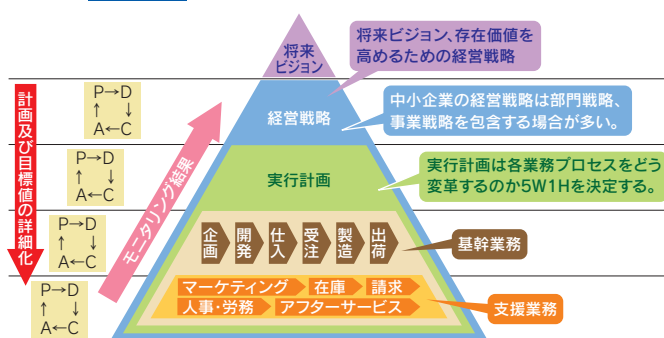 将来
ビジョン
将来ビジョン、存在価値を
高めるための経営戦略
計画及び目標値の詳細化
P→D
↑ ↓
A←C
経営戦略
中小企業の経営戦略は部門戦略、
事業戦略を包含する場合が多い。
モニタリング結果
P→D
↑ ↓
A←C
実行計画
実行計画は各業務プロセスをどう
変革するのか5W1Hを決定する。
P→D
↑ ↓
A←C
企画
開発
仕入
受注
製造
出荷
基幹業務
P→D
↑ ↓
A←C
マーケティング 在庫 請求
人事・労務 アフターサービス
支援業務